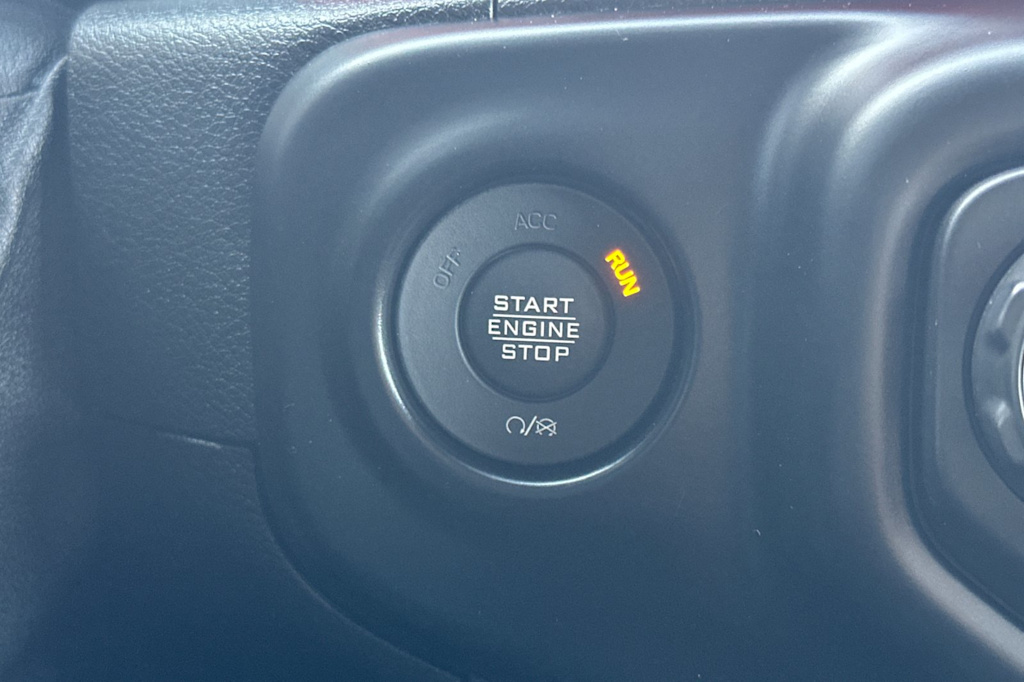 ACC
OFF
RUN
START
ENGINE
STOP